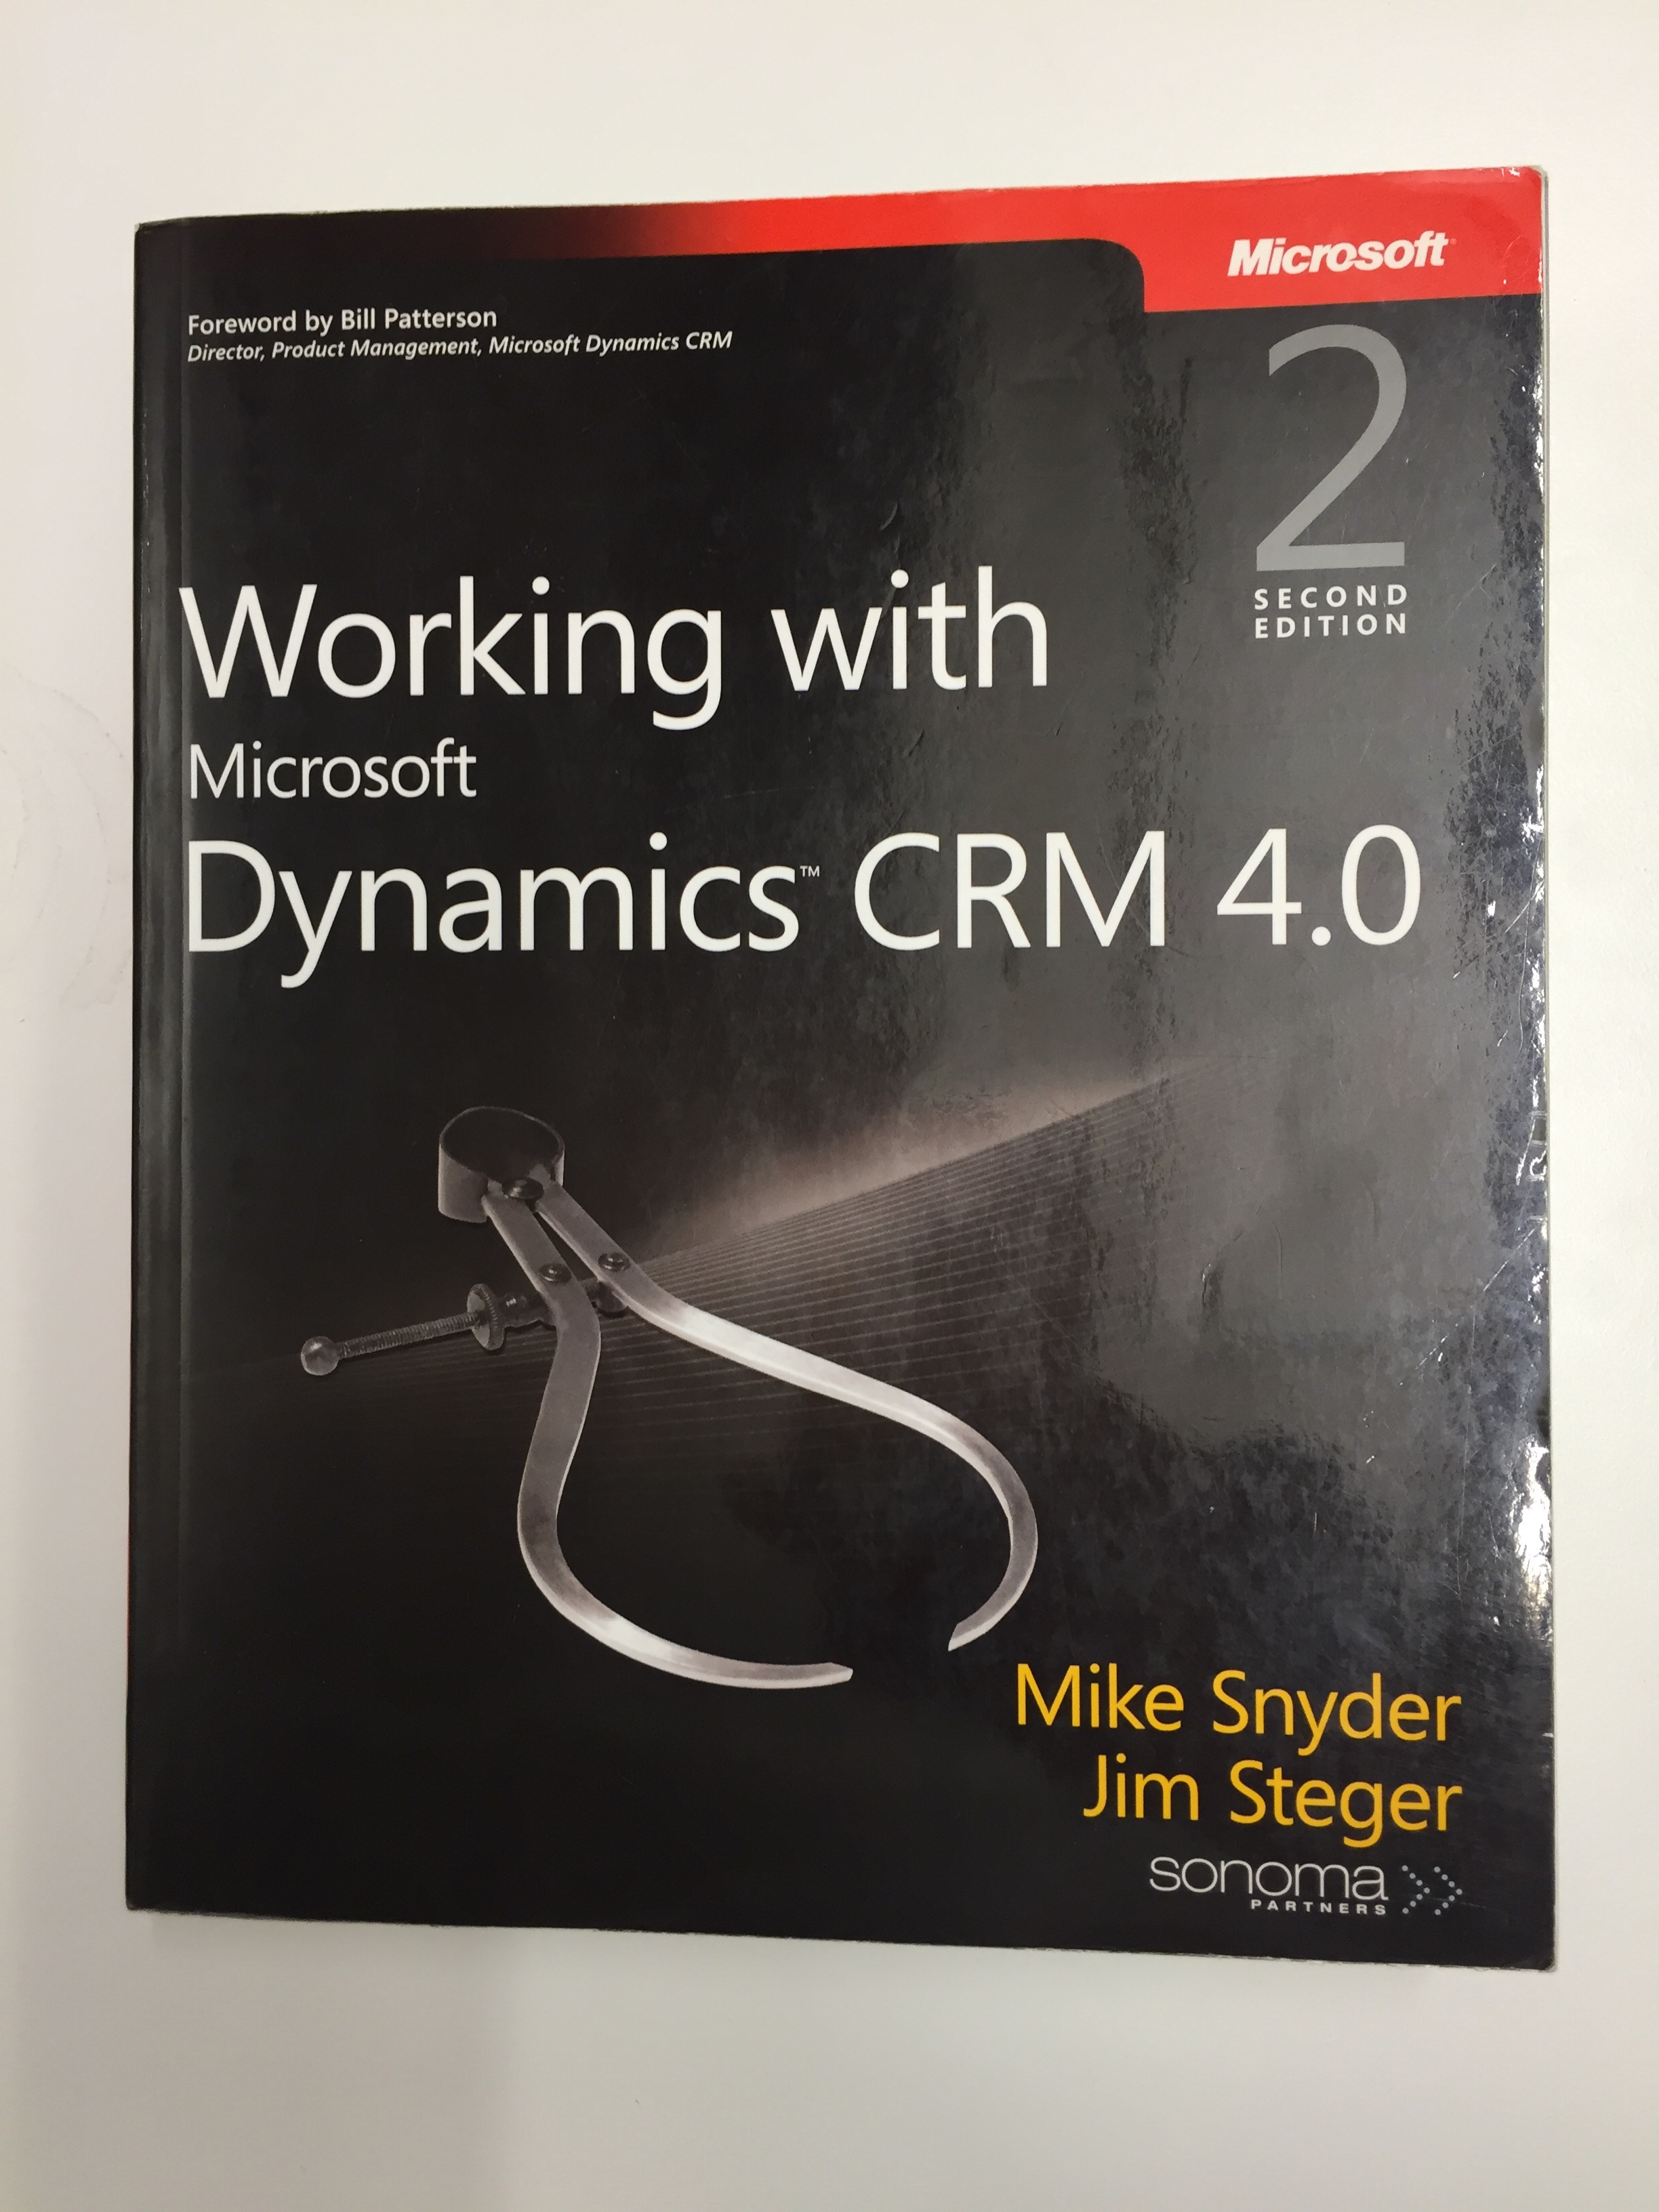 Microsoft
Foreword by Bill Patterson
Director, Product Management, Microsoft Dynamics CRM
2
SECOND
EDITION
Working with
Microsoft
Dynamics™ CRM 4.0
Mike Snyder
Jim Steger
sonoma
PARTNERS